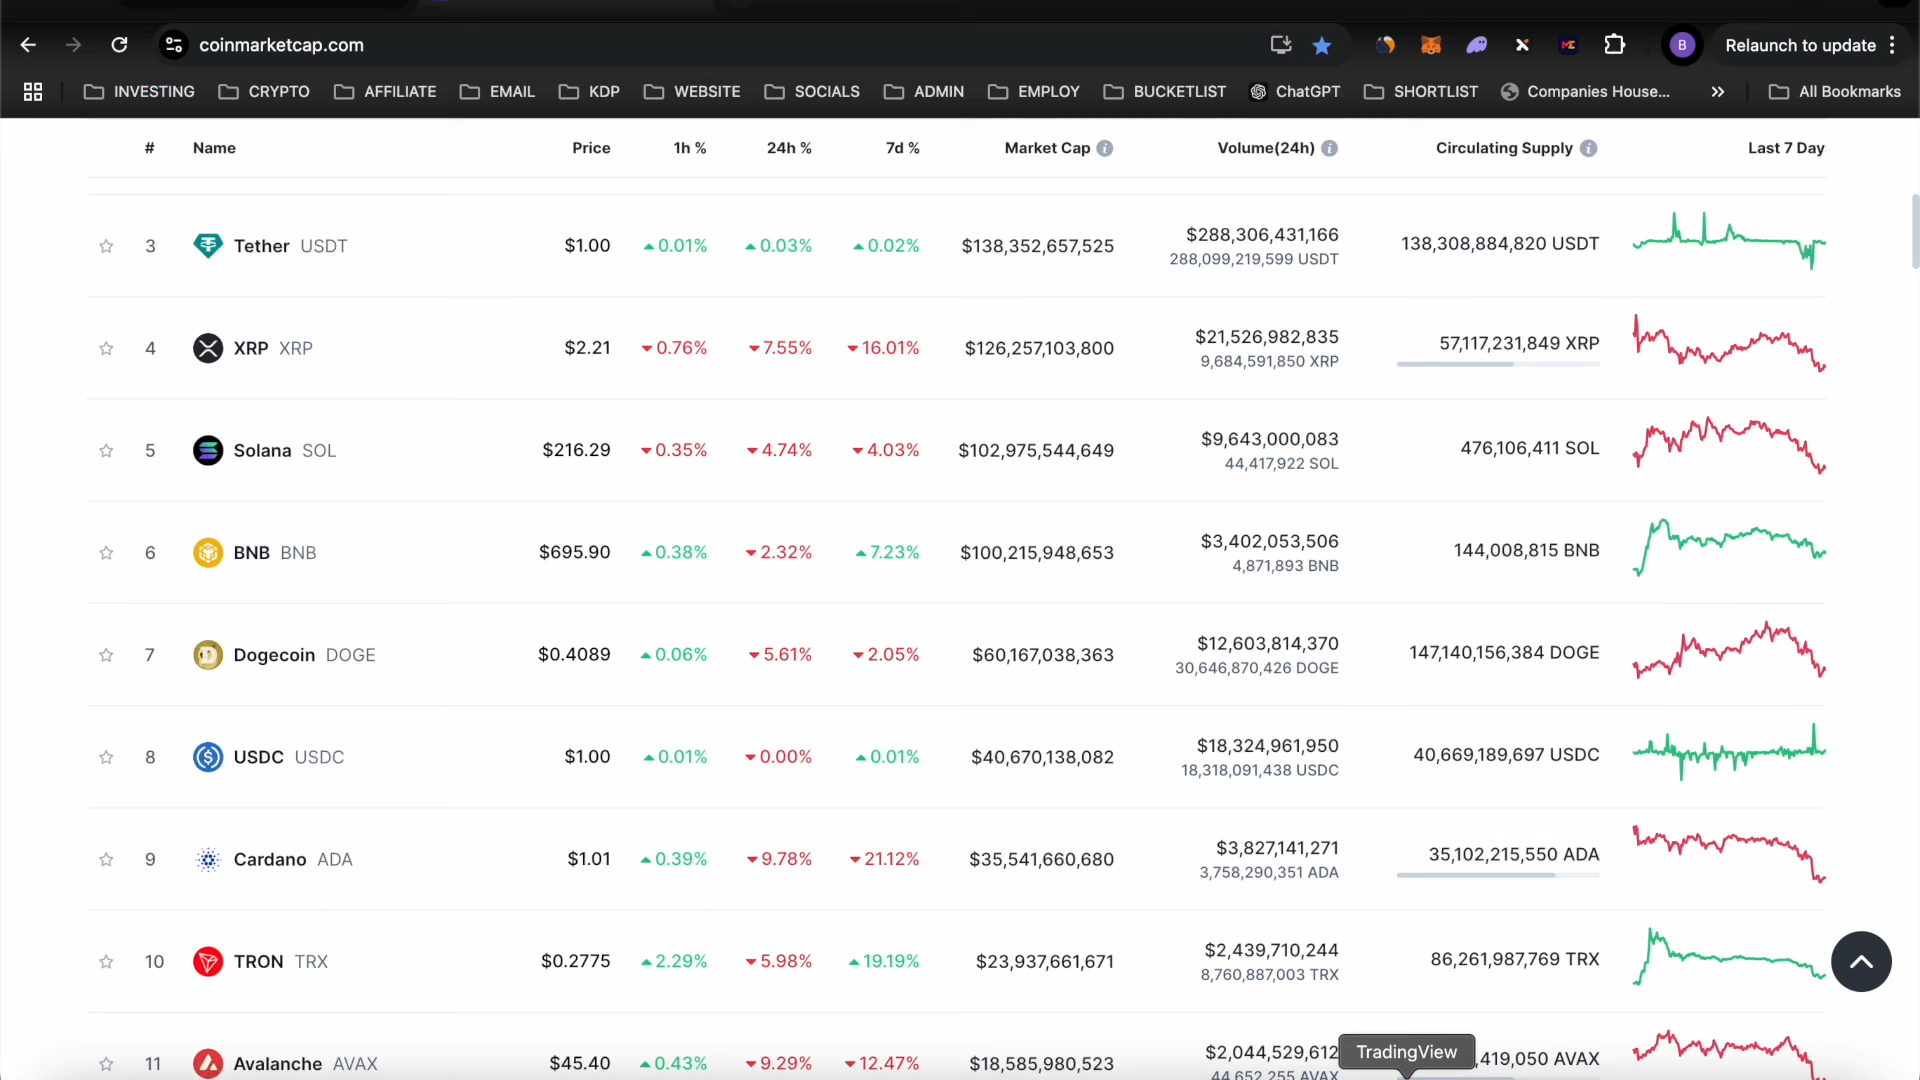 coinmarketcap.com
B
Relaunch to update
INVESTING CRYPTO AFFILIATE EMAIL KDP WEBSITE SOCIALS ADMIN EMPLOY BUCKETLIST ChatGPT SHORTLIST Companies House... » All Bookmarks
# Name Price 1h % 24h % 7d % Market Cap Volume(24h) Circulating Supply Last 7 Day
3 Tether USDT $1.00 0.01% 0.03% 0.02% $138,352,657,525 $288,306,431,166 138,308,884,820 USDT
288,099,219,599 USDT
4 XRP XRP $2.21 0.76% 7.55% 16.01% $126,257,103,800 $21,526,982,835 57,117,231,849 XRP
9,684,591,850 XRP
5 Solana SOL $216.29 0.35% 4.74% 4.03% $102,975,544,649 $9,643,000,083 476,106,411 SOL
44,417,922 SOL
6 BNB BNB $695.90 0.38% 2.32% 7.23% $100,215,948,653 $3,402,053,506 144,008,815 BNB
4,871,893 BNB
7 Dogecoin DOGE $0.4089 0.06% 5.61% 2.05% $60,167,038,363 $12,603,814,370 147,140,156,384 DOGE
30,646,870,426 DOGE
8 USDC USDC $1.00 0.01% 0.00% 0.01% $40,670,138,082 $18,324,961,950 40,669,189,697 USDC
18,318,091,438 USDC
9 Cardano ADA $1.01 0.39% 9.78% 21.12% $35,541,660,680 $3,827,141,271 35,102,215,550 ADA
3,758,290,351 ADA
10 TRON TRX $0.2775 2.29% 5.98% 19.19% $23,937,661,671 $2,439,710,244 86,261,987,769 TRX
8,760,887,003 TRX
11 Avalanche AVAX $45.40 0.43% 9.29% 12.47% $18,585,980,523 $2,044,529,612 ,419,050 AVAX
44,652,255 AVAX
TradingView